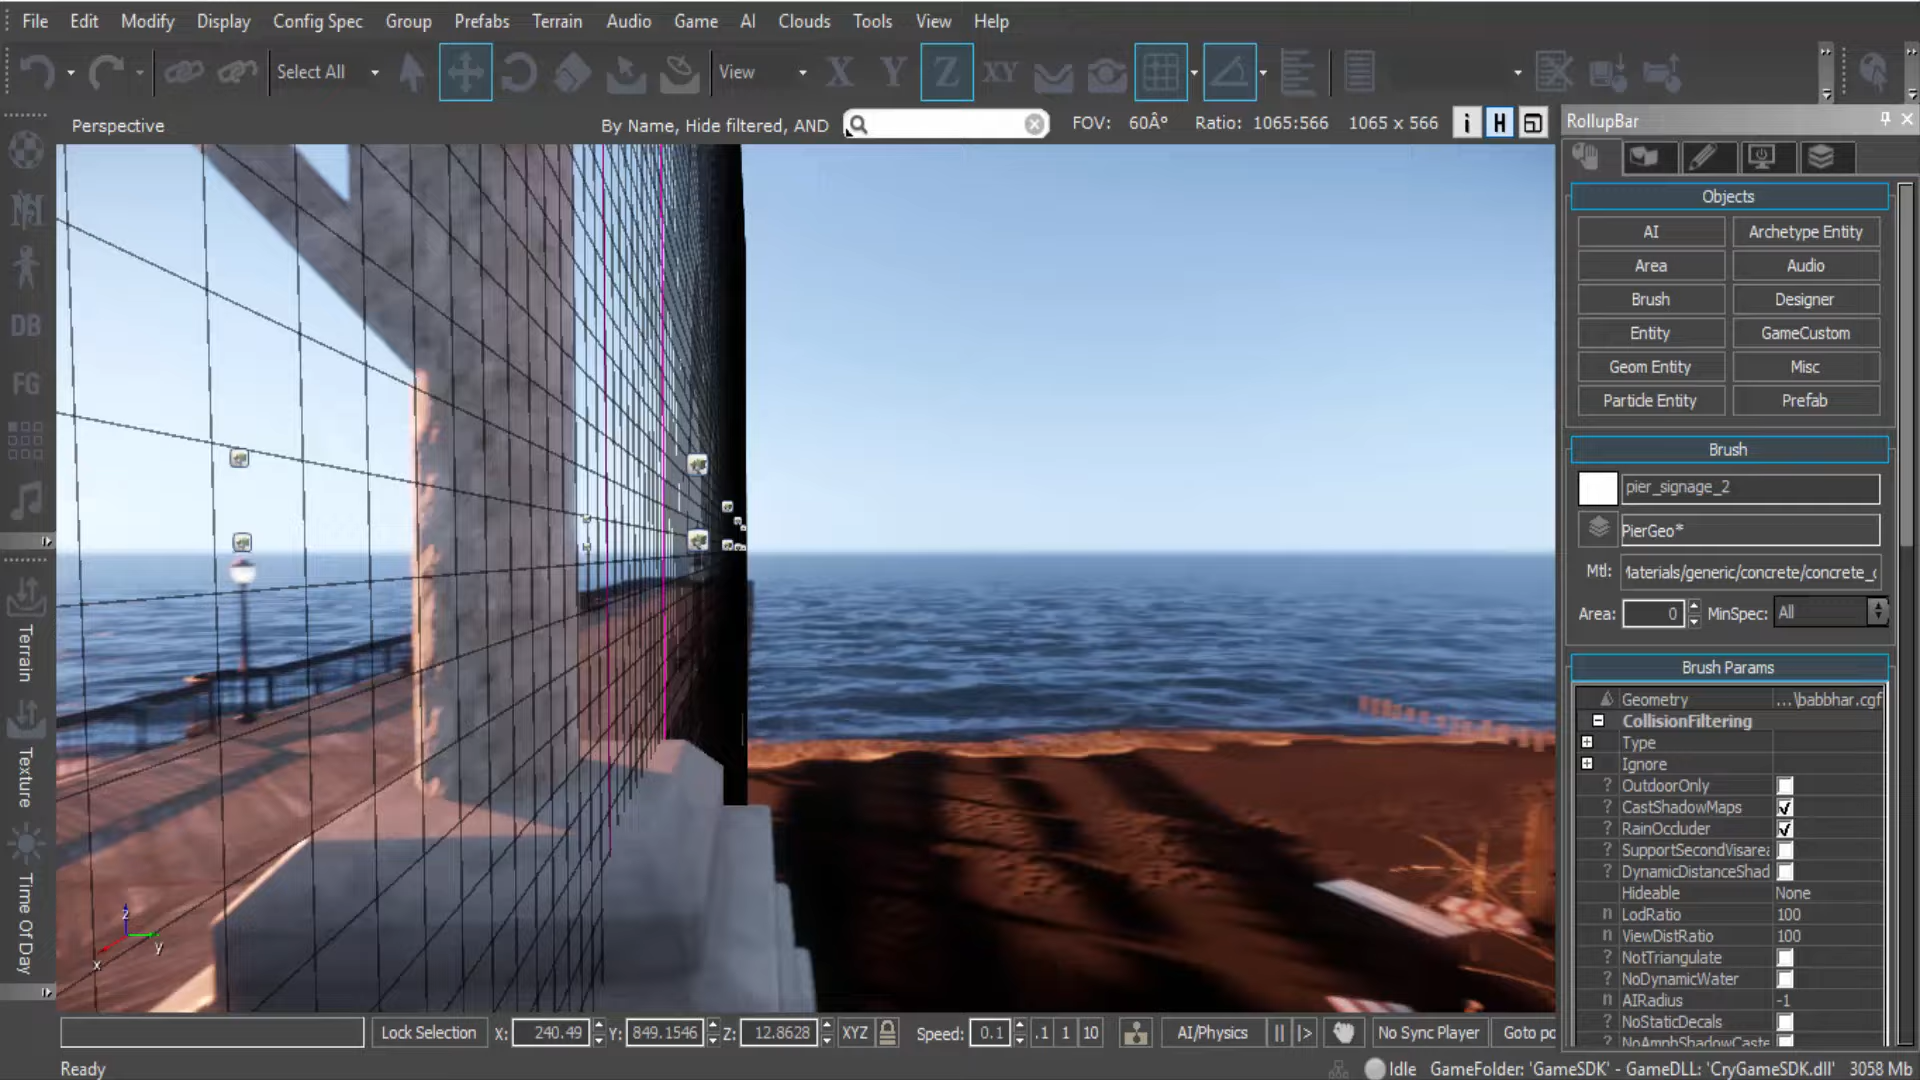 File Edit Modify Display Config Spec Group Prefabs Terrain Audio Game AI Clouds Tools View Help
Select All View X Y Z XY
Perspective By Name, Hide filtered, AND FOV: 60Âº Ratio: 1065:566 1065 x 566 i H
RollupBar
Objects
AI Archetype Entity
Area Audio
Brush Designer
Entity GameCustom
Geom Entity Misc
Particle Entity Prefab
Brush
pier_signage_2
PierGeo*
Mtl: Materials/generic/concrete/concrete_
Area: 0 MinSpec: All
Brush Params
Geometry ...\babbhar.cgf
CollisionFiltering
Type
Ignore
? OutdoorOnly
? CastShadowMaps
? RainOccluder
? SupportSecondVisarea
? DynamicDistanceShad
Hideable None
n LodRatio 100
n ViewDistRatio 100
? NotTriangulate
? NoDynamicWater
n AIRadius -1
? NoStaticDecals
? NoAmnbShadowCaste
DB
FG
Terrain
Texture
Time Of Day
z
y
x
Lock Selection X: 240.49 Y: 849.1546 Z: 12.8628 XYZ Speed: 0.1 .1 1 10 AI/Physics No Sync Player Goto po
Ready Idle GameFolder: 'GameSDK' - GameDLL: 'CryGameSDK.dll' 3058 Mb